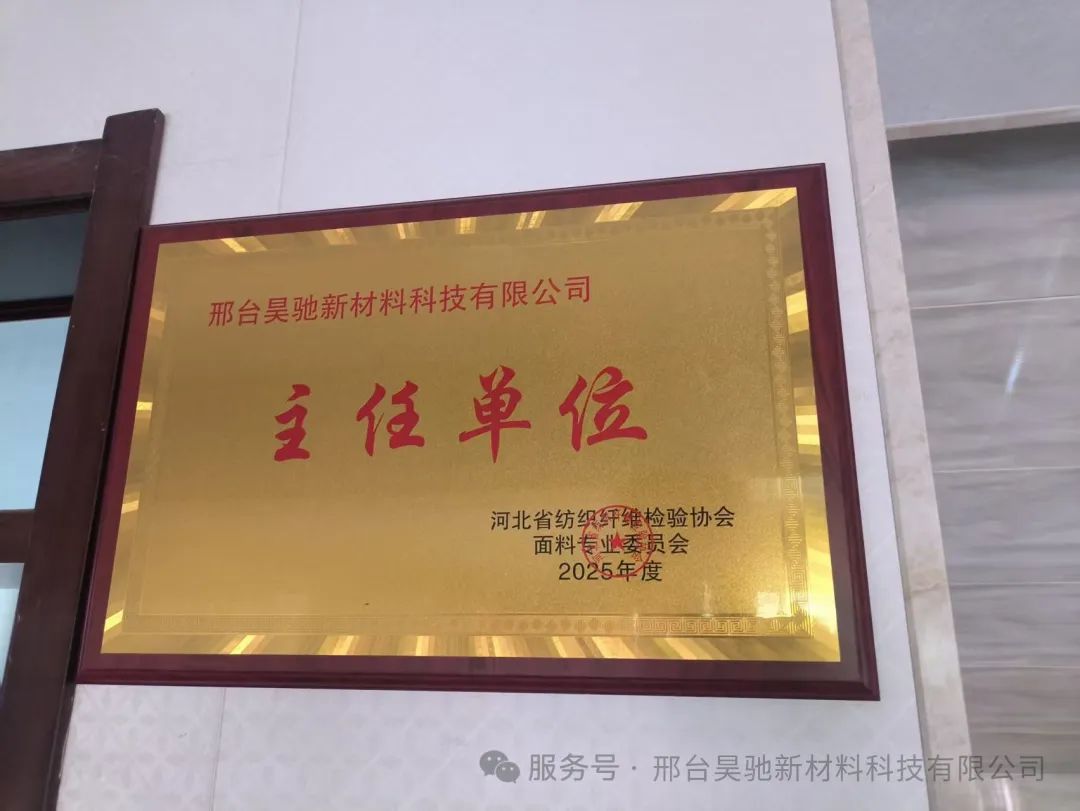 邢台昊驰新材料科技有限公司
主任单位
河北省纺织纤维检验协会
面料专业委员会
2025年度
服务号 · 邢台昊驰新材料科技有限公司